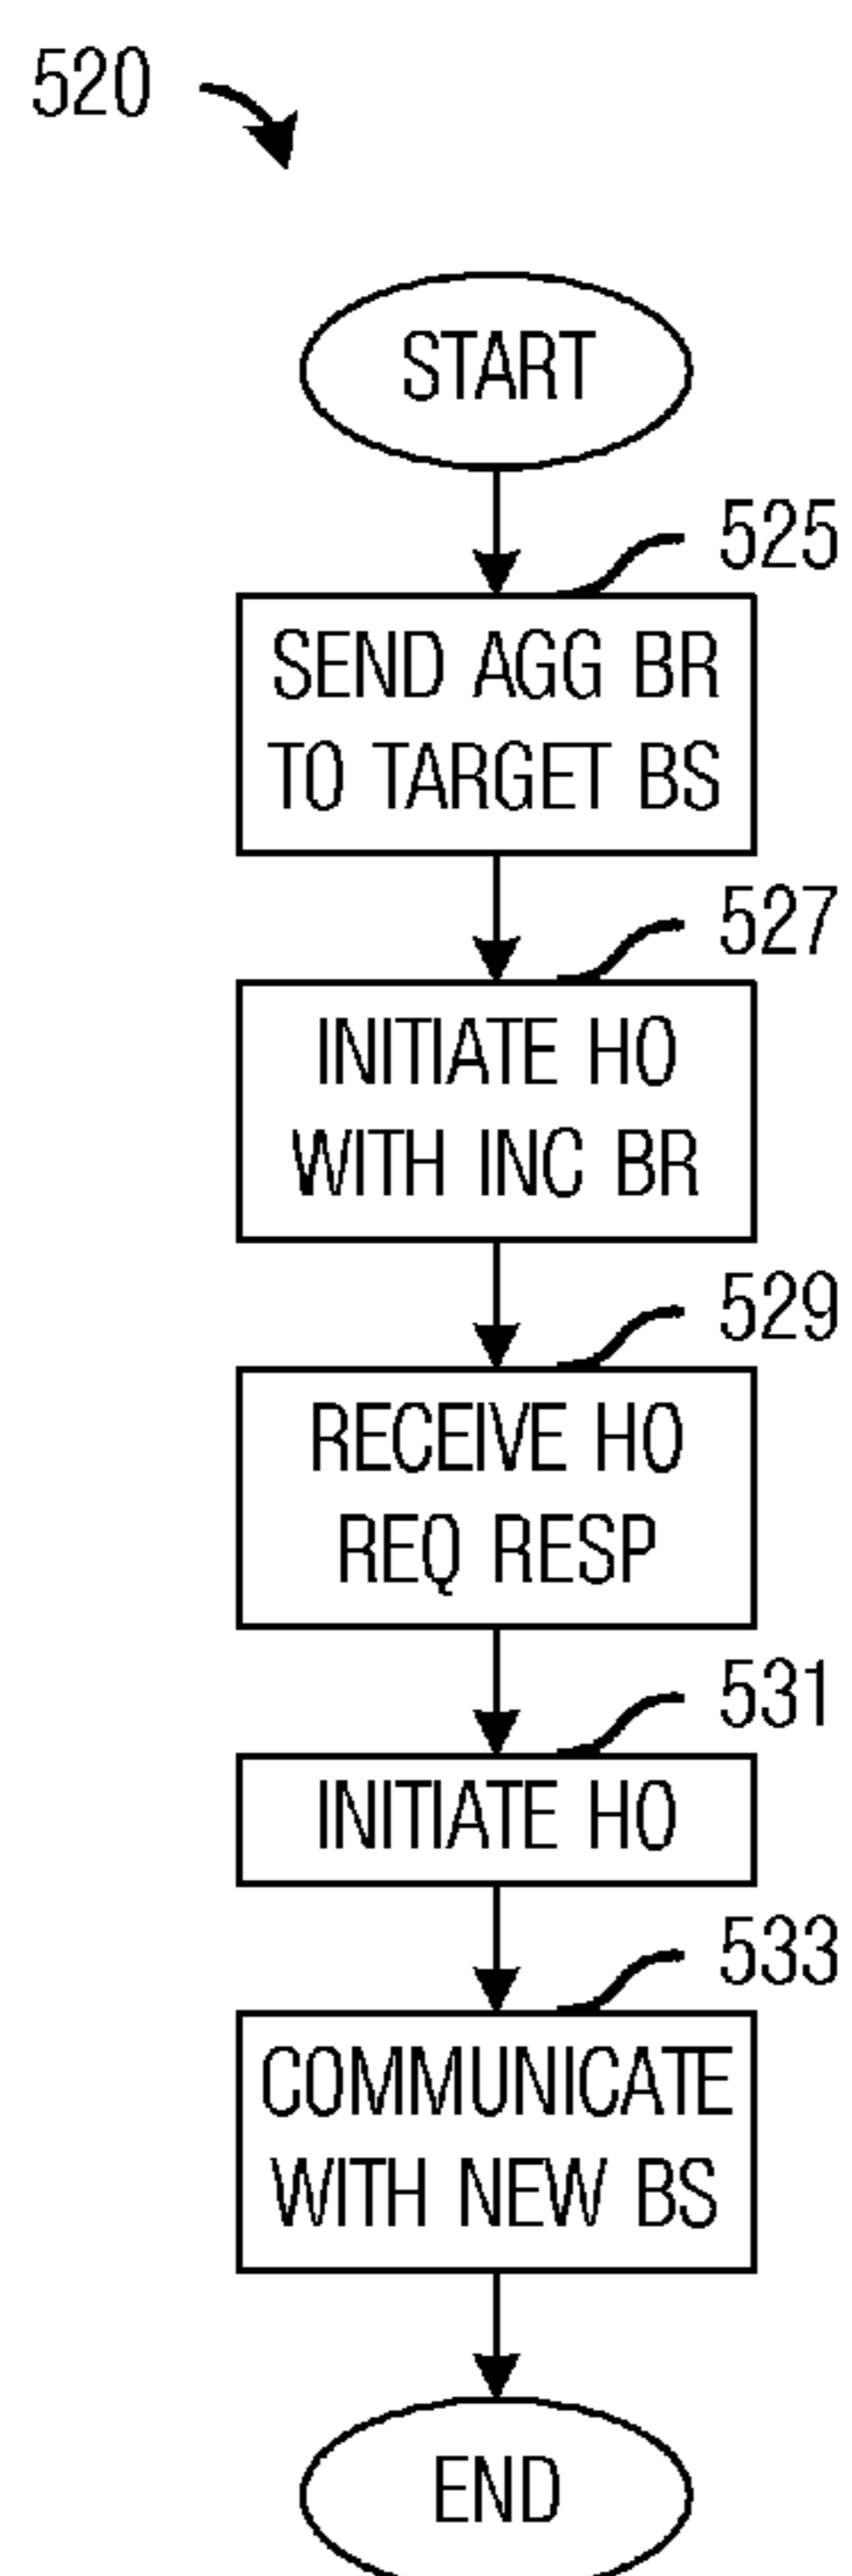 520
START
525
SEND AGG BR
TO TARGET BS
527
INITIATE HO
WITH INC BR
529
RECEIVE HO
REQ RESP
531
INITIATE HO
533
COMMUNICATE
WITH NEW BS
END